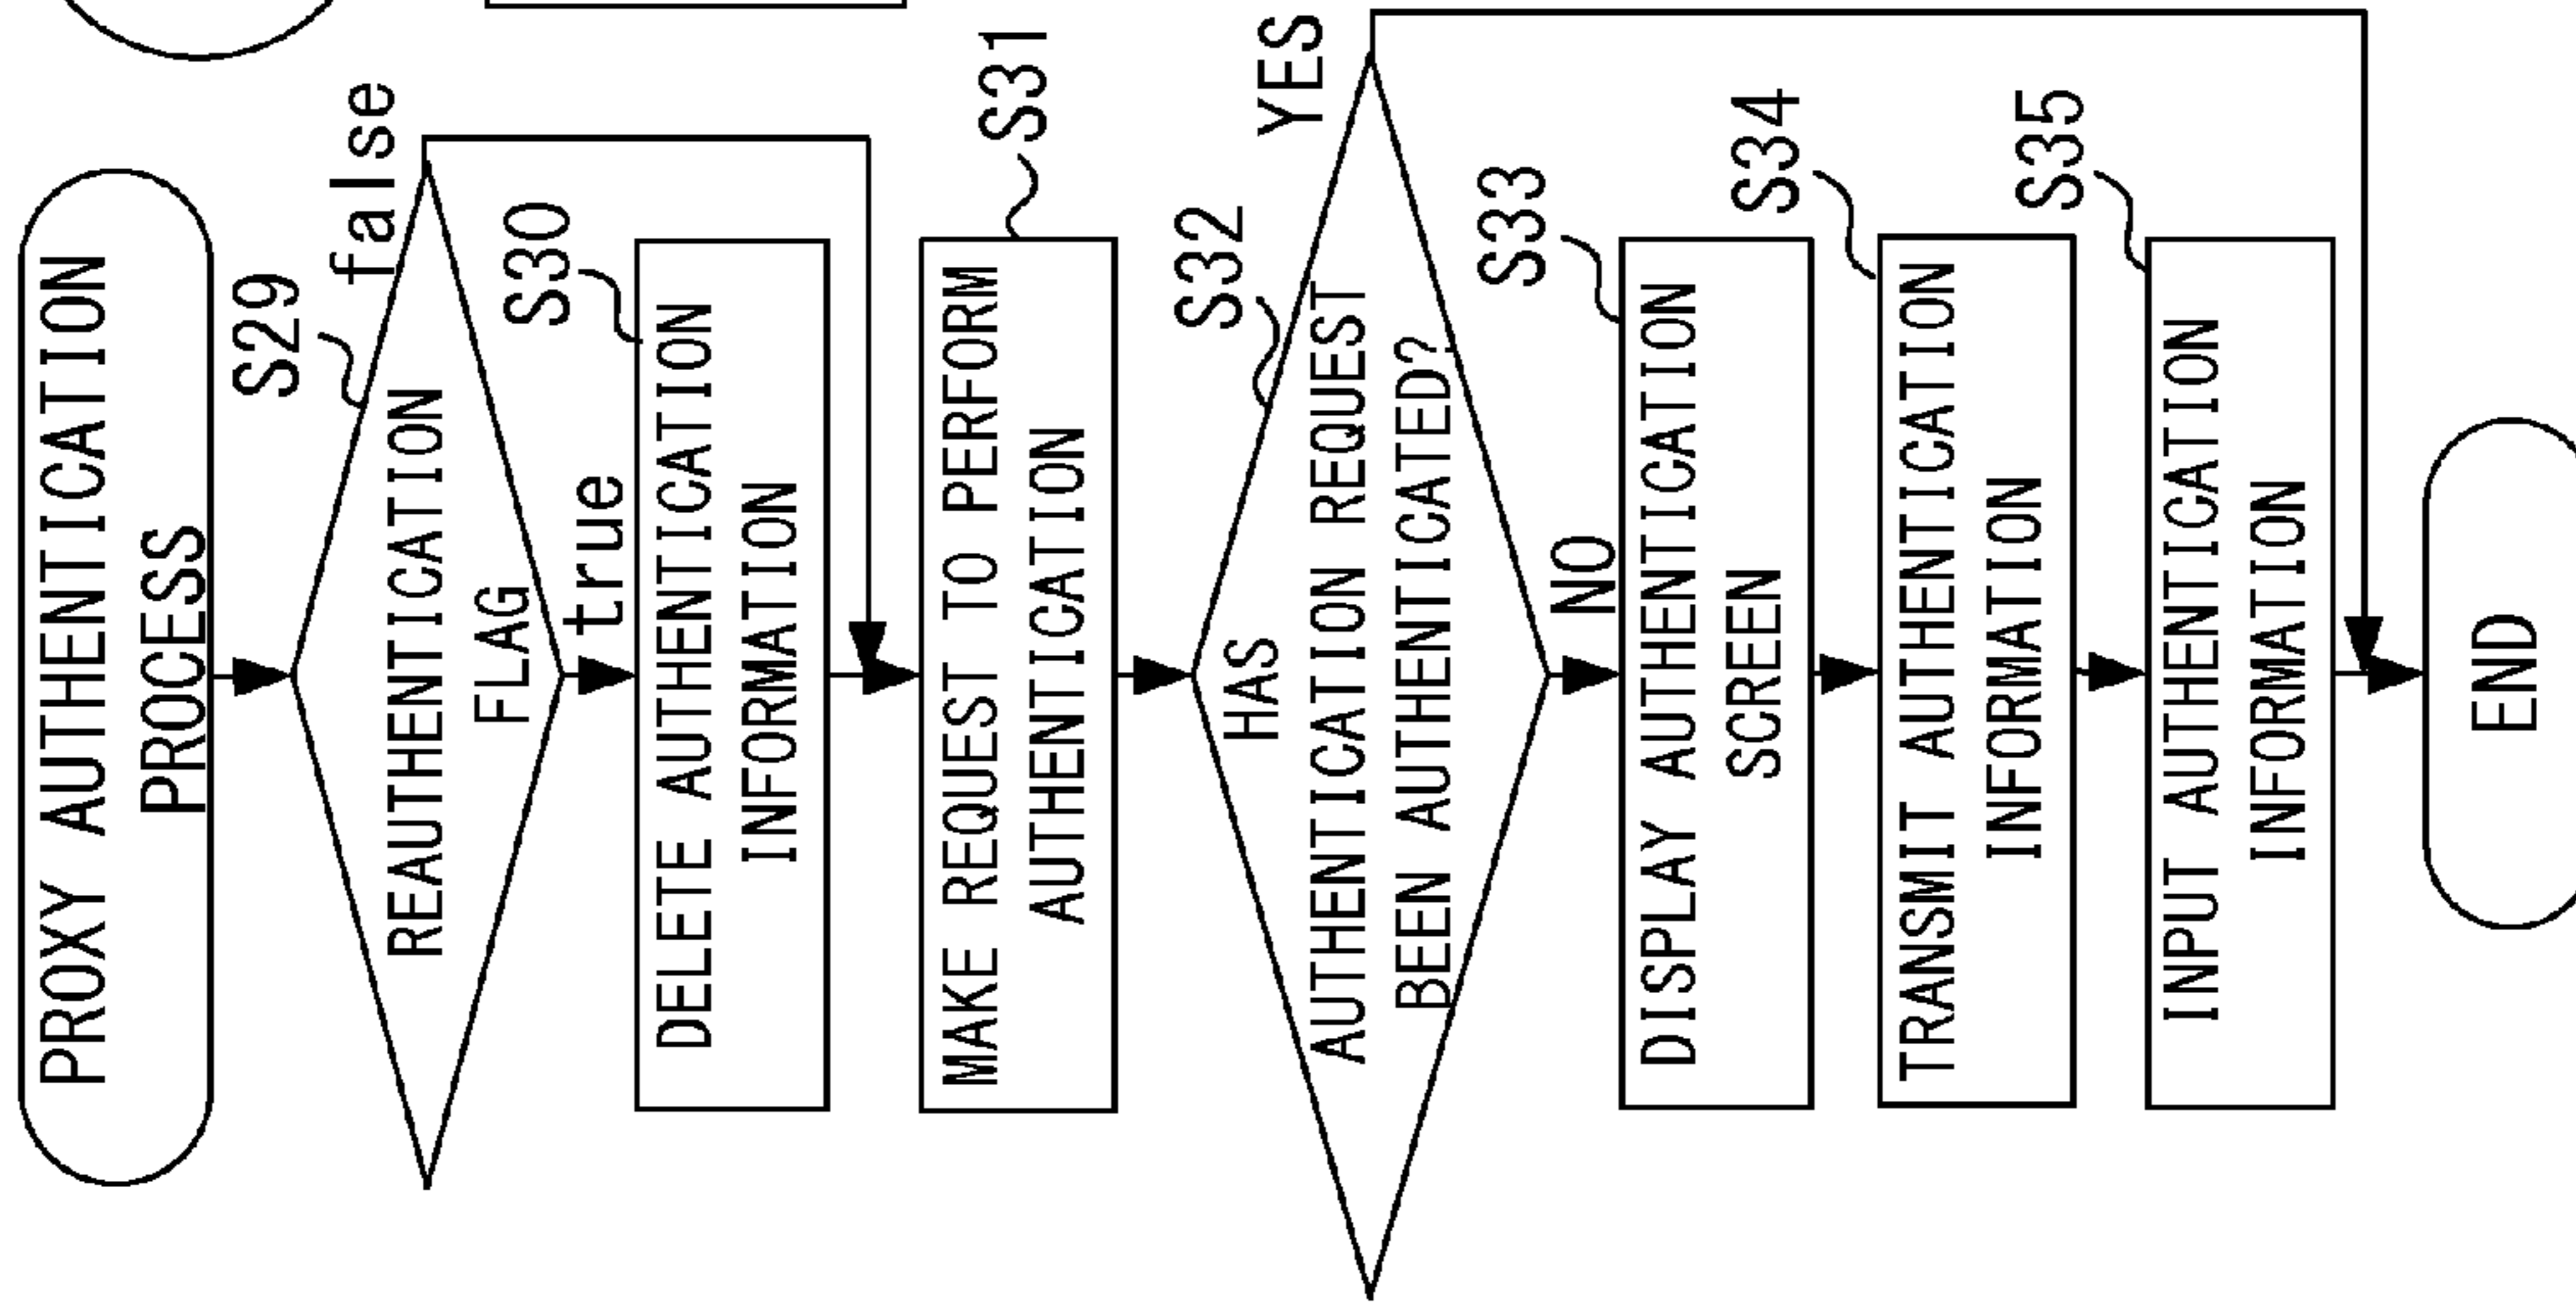 PROXY AUTHENTICATION
PROCESS
S29
REAUTHENTICATION
FLAG
false
true
S30
DELETE AUTHENTICATION
INFORMATION
S31
MAKE REQUEST TO PERFORM
AUTHENTICATION
S32
HAS
AUTHENTICATION REQUEST
BEEN AUTHENTICATED?
YES
NO
S33
DISPLAY AUTHENTICATION
SCREEN
S34
TRANSMIT AUTHENTICATION
INFORMATION
S35
INPUT AUTHENTICATION
INFORMATION
END